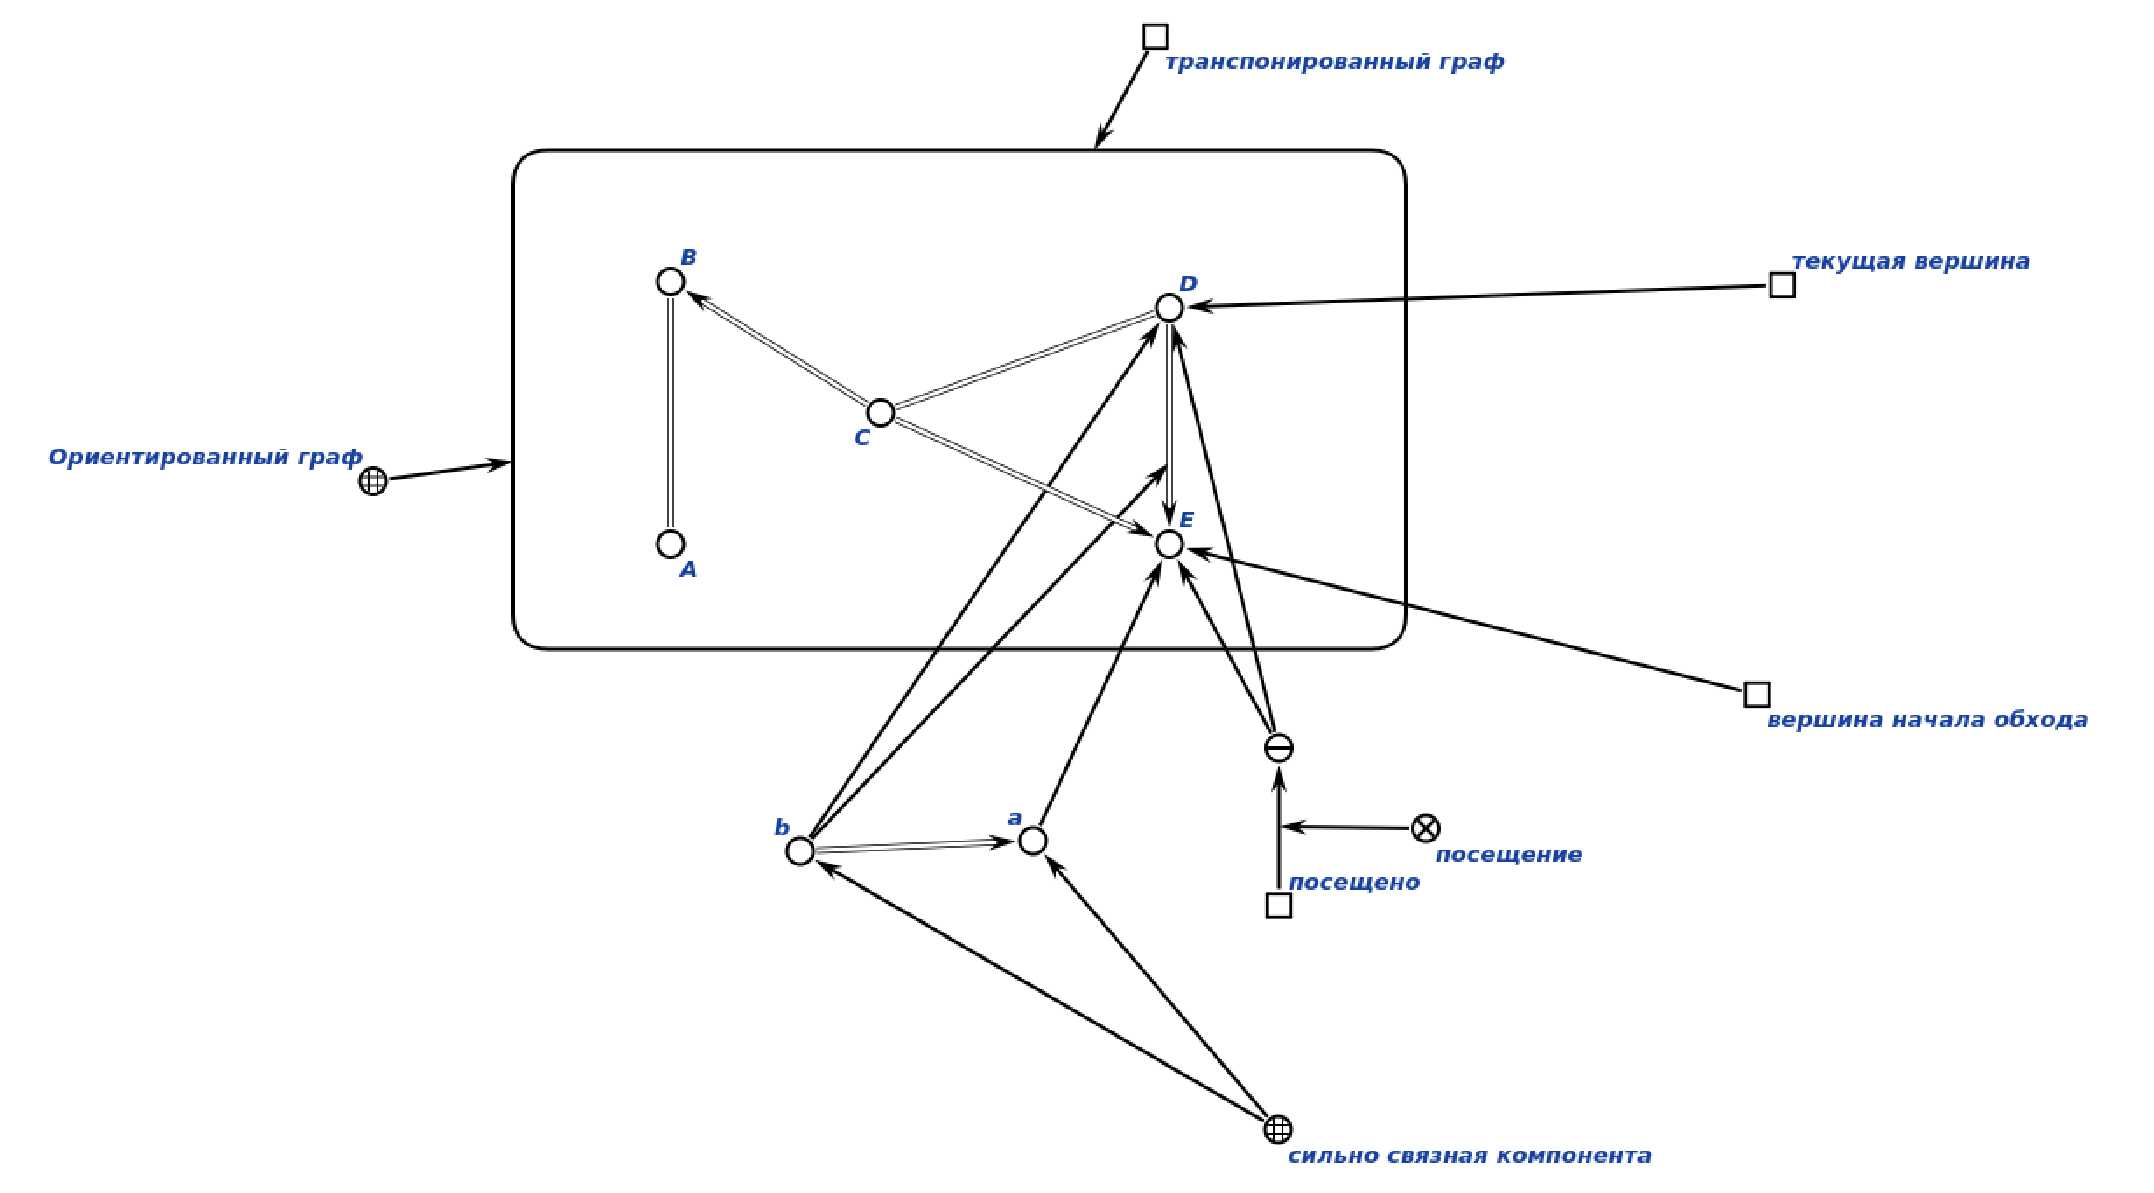 транспонированный граф
B
D
текущая вершина
C
Ориентированный граф
E
A
вершина начала обхода
b
a
посещение
посещено
сильно связная компонента